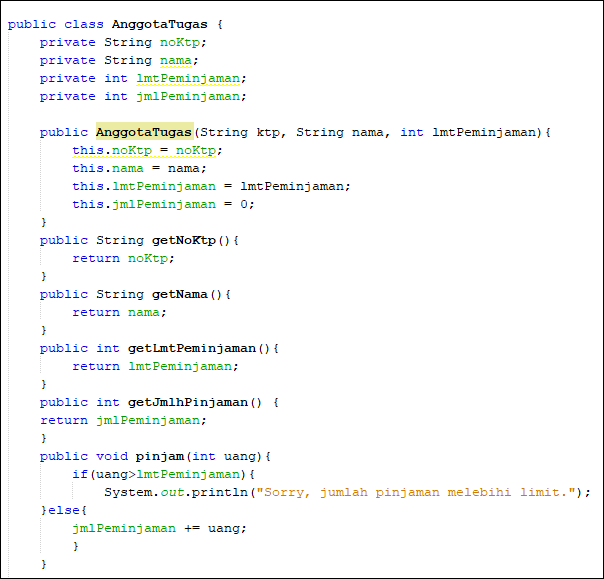 public class AnggotaTugas {
    private String noKtp;
    private String nama;
    private int lmtPeminjaman;
    private int jmlPeminjaman;

    public AnggotaTugas(String ktp, String nama, int lmtPeminjaman){
        this.noKtp = noKtp;
        this.nama = nama;
        this.lmtPeminjaman = lmtPeminjaman;
        this.jmlPeminjaman = 0;
    }
    public String getNoKtp(){
        return noKtp;
    }
    public String getNama(){
        return nama;
    }
    public int getLmtPeminjaman(){
        return lmtPeminjaman;
    }
    public int getJmlhPinjaman() {
    return jmlPeminjaman;
    }
    public void pinjam(int uang){
        if(uang>lmtPeminjaman){
            System.out.println("Sorry, jumlah pinjaman melebihi limit.");
    }else{
        jmlPeminjaman += uang;
        }
    }